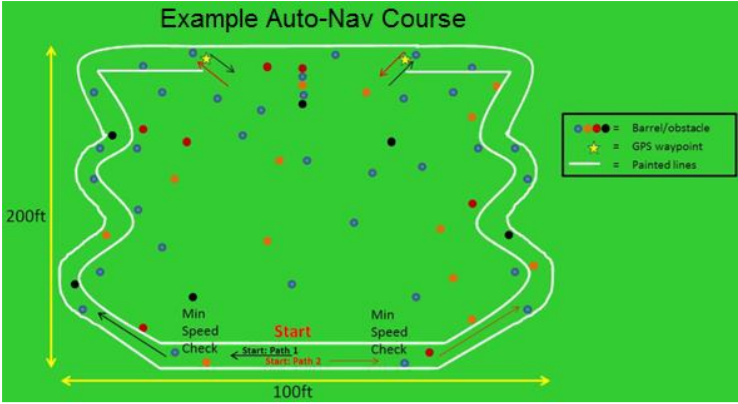 Example Auto-Nav Course
= Barrel/obstacle
= GPS waypoint
= Painted lines
200ft
Min
Speed
Check
Start
Min
Speed
Check
Start: Path 1
Start: Path 2
100ft